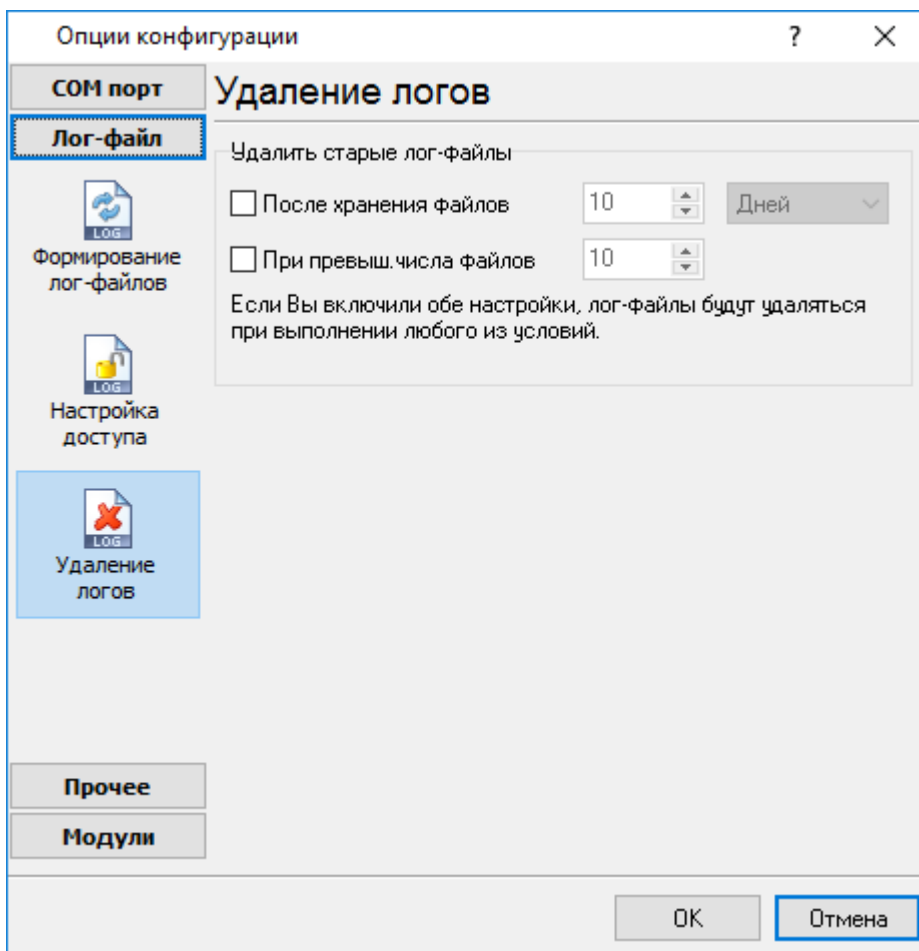 Опции конфигурации
?
COM порт
Лог-файл
LOG
Формирование
лог-файлов
LOG
Настройка
доступа
LOG
Удаление
логов
Прочее
Модули
Удаление логов
Удалить старые лог-файлы
После хранения файлов 10 Дней
При превыш.числа файлов 10
Если Вы включили обе настройки, лог-файлы будут удаляться
при выполнении любого из условий.
OK Отмена